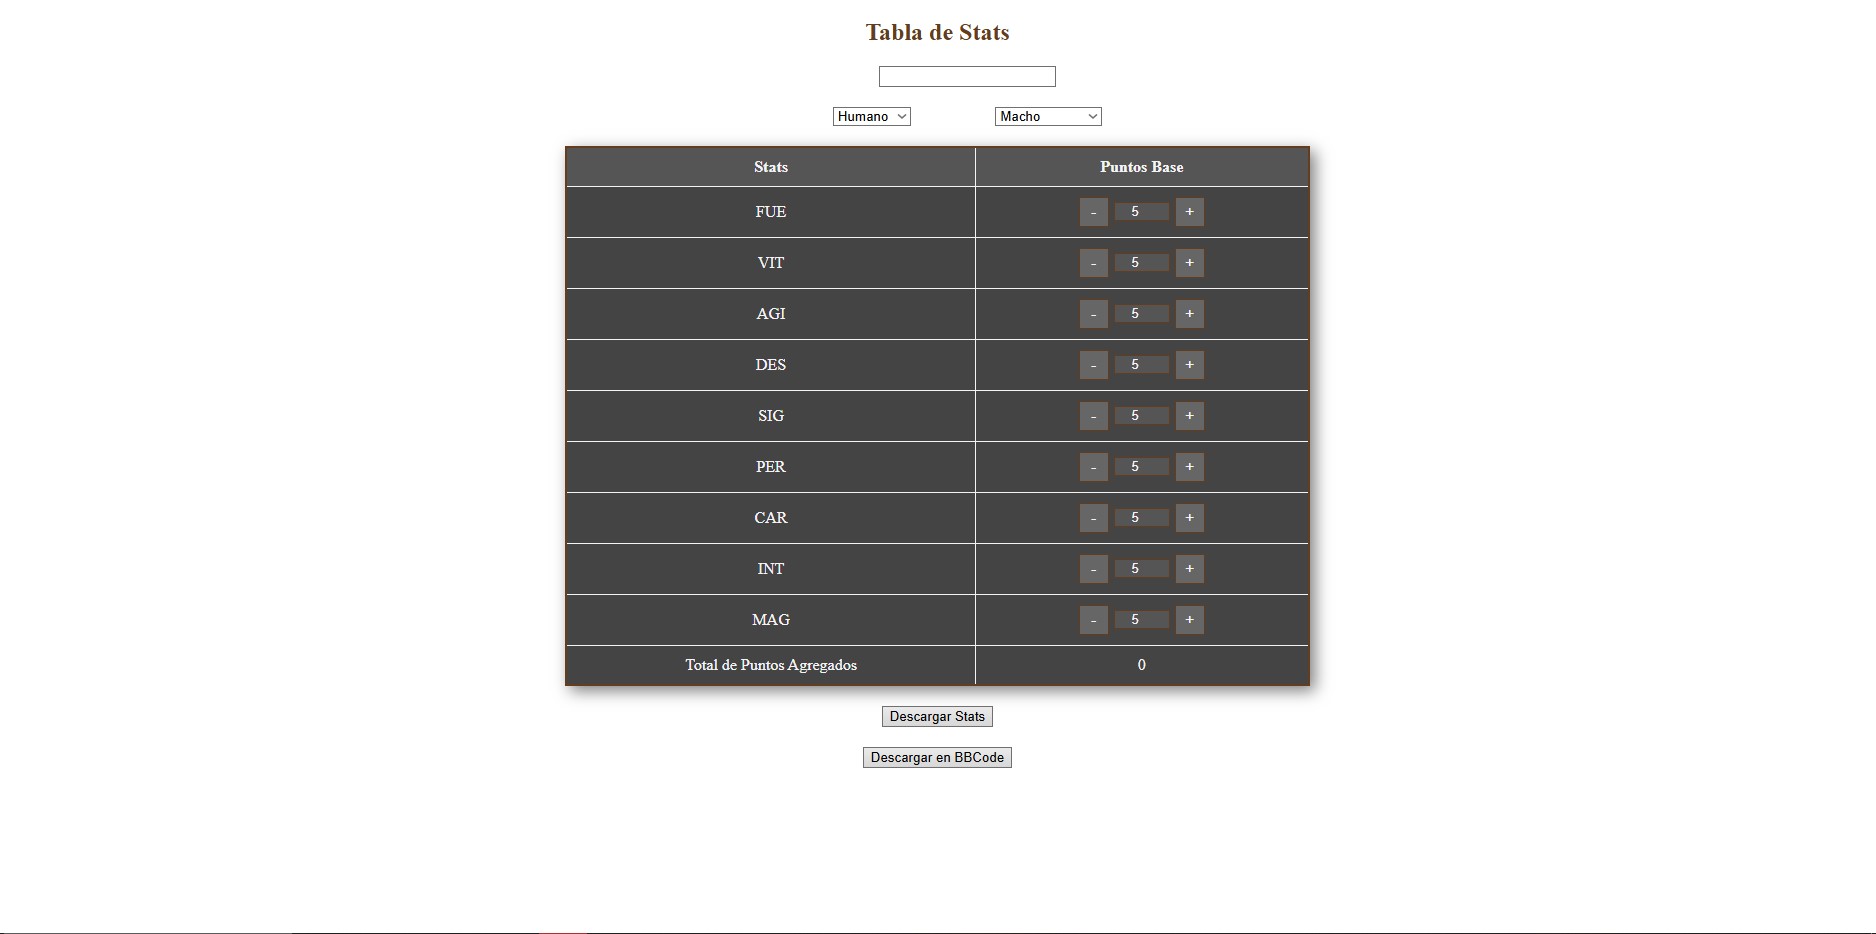 Tabla de Stats
Humano Macho
Stats Puntos Base
FUE - 5 +
VIT - 5 +
AGI - 5 +
DES - 5 +
SIG - 5 +
PER - 5 +
CAR - 5 +
INT - 5 +
MAG - 5 +
Total de Puntos Agregados 0
Descargar Stats
Descargar en BBCode